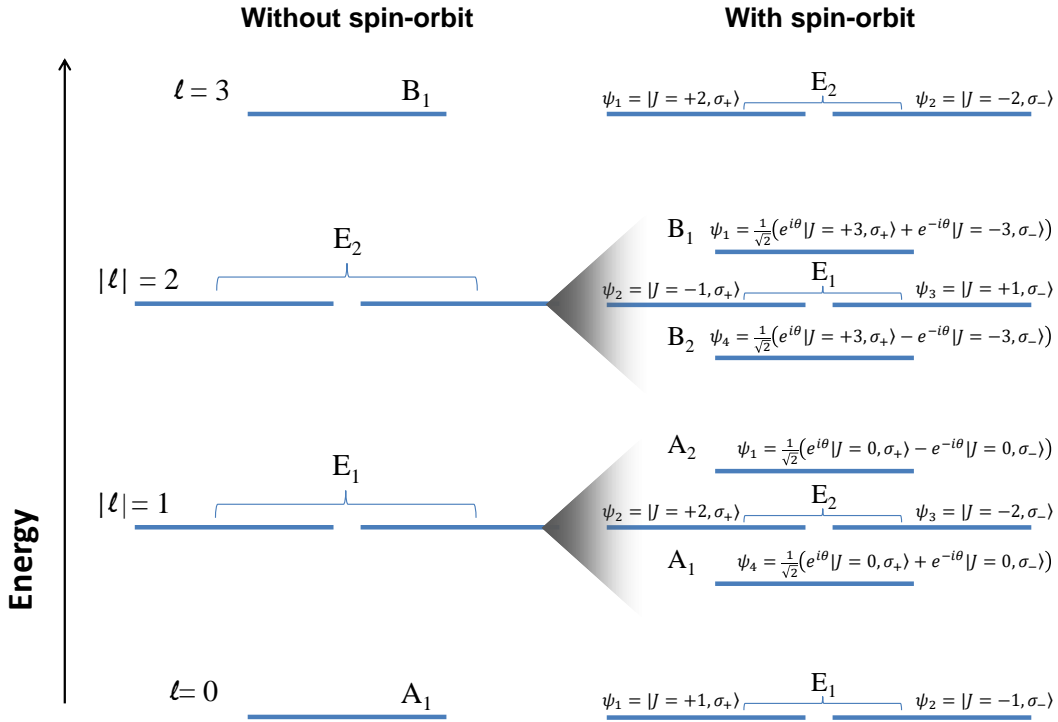 Without spin-orbit
With spin-orbit
Energy
ℓ = 3
B₁
ψ₁ = |J = +2, σ₊⟩
E₂
ψ₂ = |J = −2, σ₋⟩
|ℓ| = 2
E₂
B₁ ψ₁ = 1/√2 (e^{iθ}|J = +3, σ₊⟩ + e^{−iθ}|J = −3, σ₋⟩)
ψ₂ = |J = −1, σ₊⟩
E₁
ψ₃ = |J = +1, σ₋⟩
B₂ ψ₄ = 1/√2 (e^{iθ}|J = +3, σ₊⟩ − e^{−iθ}|J = −3, σ₋⟩)
|ℓ| = 1
E₁
A₂ ψ₁ = 1/√2 (e^{iθ}|J = 0, σ₊⟩ − e^{−iθ}|J = 0, σ₋⟩)
ψ₂ = |J = +2, σ₊⟩
E₂
ψ₃ = |J = −2, σ₋⟩
A₁ ψ₄ = 1/√2 (e^{iθ}|J = 0, σ₊⟩ + e^{−iθ}|J = 0, σ₋⟩)
ℓ= 0
A₁
ψ₁ = |J = +1, σ₊⟩
E₁
ψ₂ = |J = −1, σ₋⟩